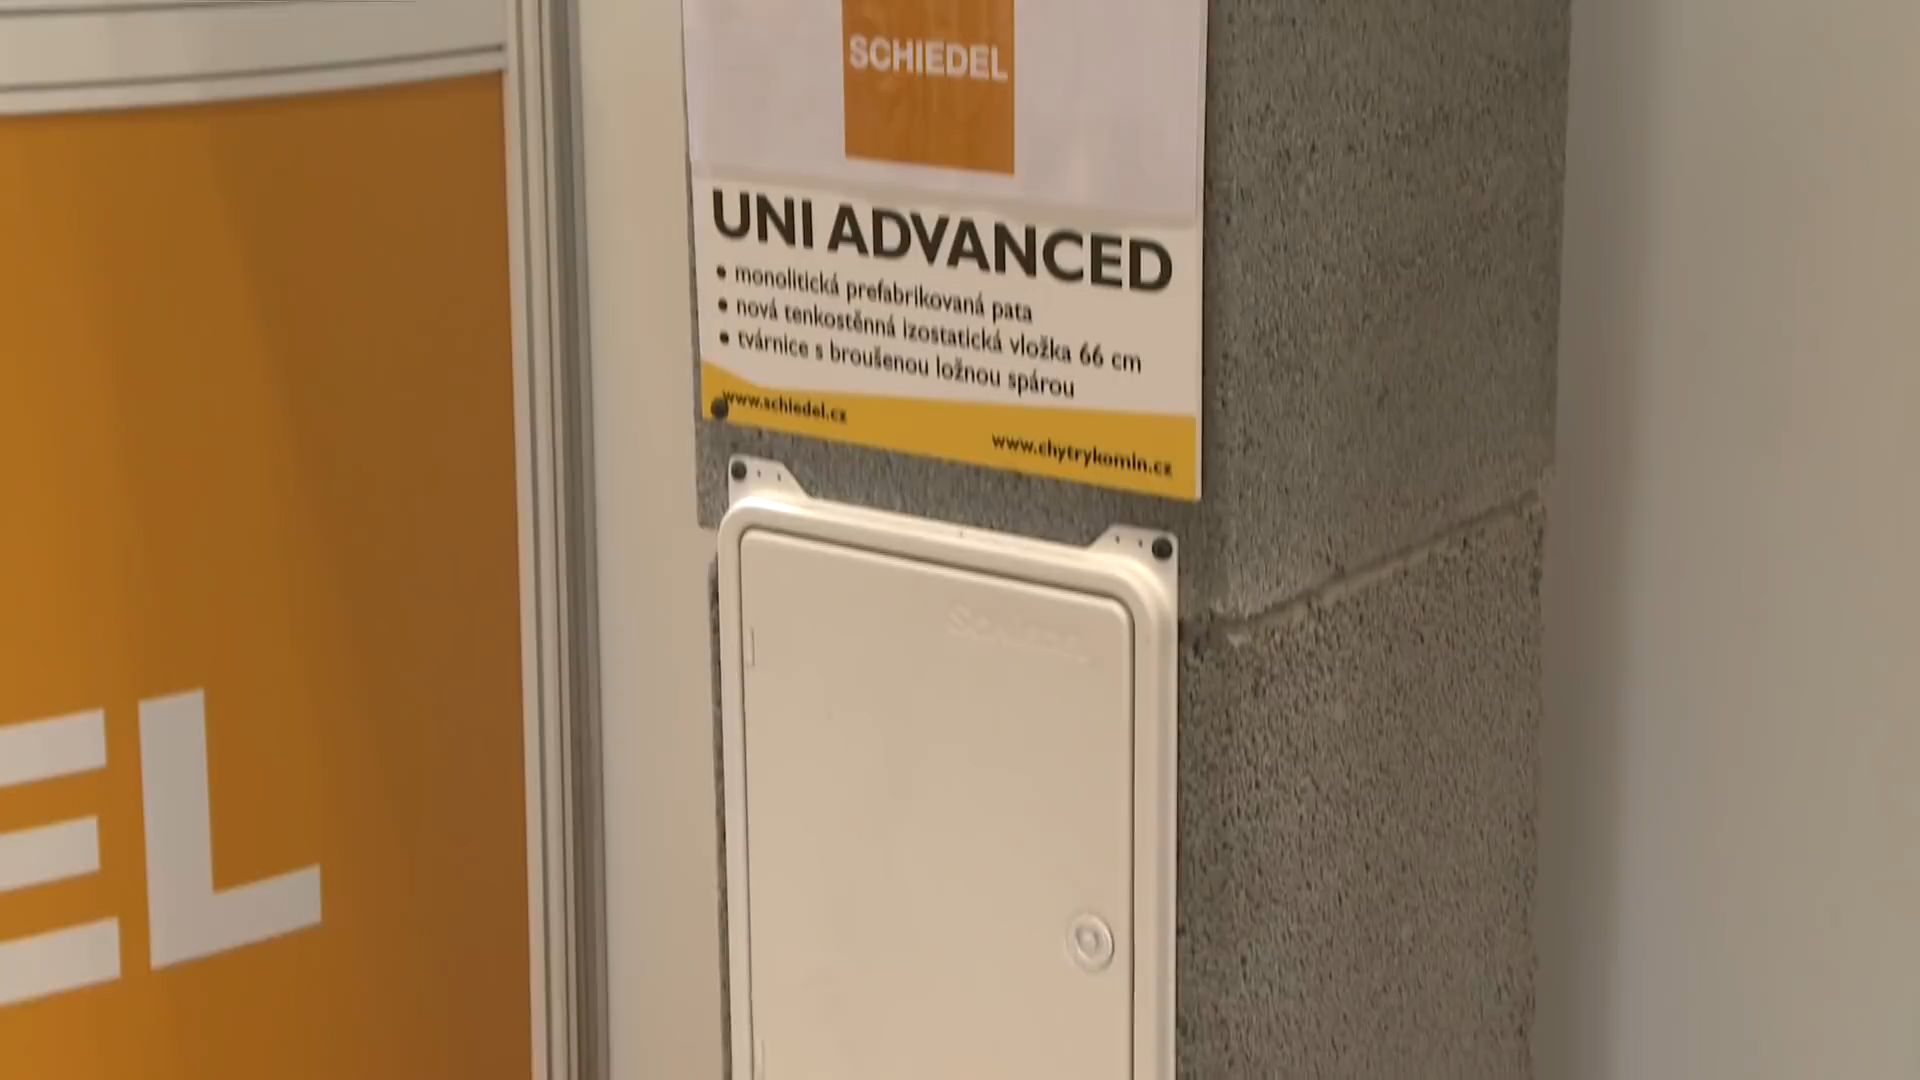 SCHIEDEL
UNI ADVANCED
• monolitická prefabrikovaná pata
• nová tenkostěnná izostatická vložka 66 cm
• tvárnice s broušenou ložnou spárou
www.schiedel.cz
www.chytrykomin.cz
Schiedel
EL